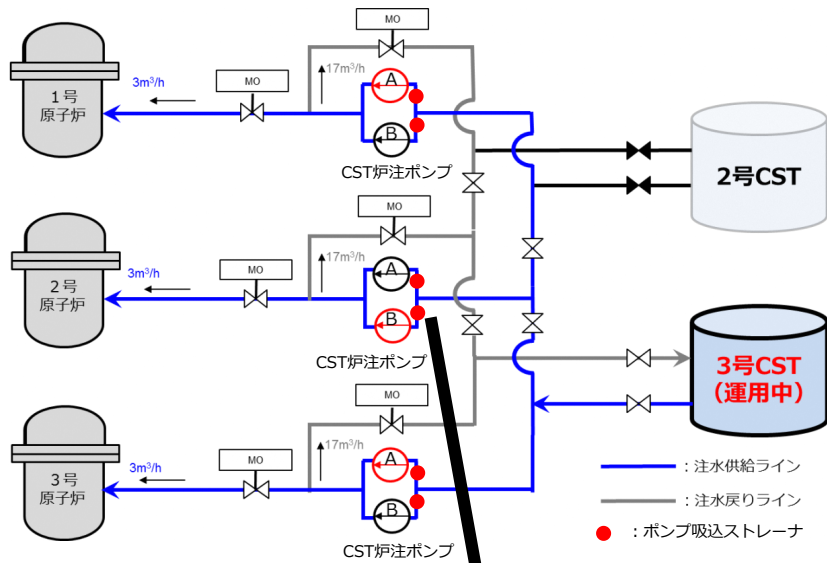 MO
17m³/h
3m³/h
MO
A
B
1号
原子炉
CST炉注ポンプ
2号CST
MO
17m³/h
3m³/h
MO
A
B
2号
原子炉
CST炉注ポンプ
3号CST
（運用中）
MO
17m³/h
3m³/h
MO
A
B
3号
原子炉
CST炉注ポンプ
：注水供給ライン
：注水戻りライン
：ポンプ吸込ストレーナ